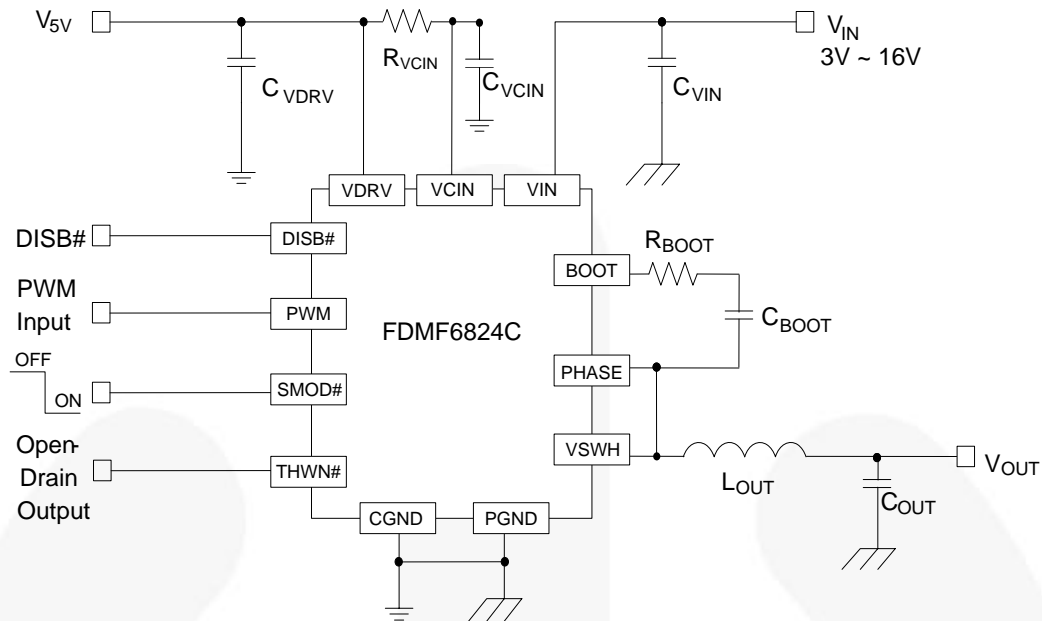 V5V
RVCIN
CVDRV
CVCIN
CVIN
VIN
3V ~ 16V
VDRV
VCIN
VIN
DISB#
DISB#
BOOT
RBOOT
CBOOT
PWM
Input
PWM
FDMF6824C
OFF
ON
SMOD#
PHASE
Open-
Drain
Output
THWN#
VSWH
LOUT
COUT
VOUT
CGND
PGND